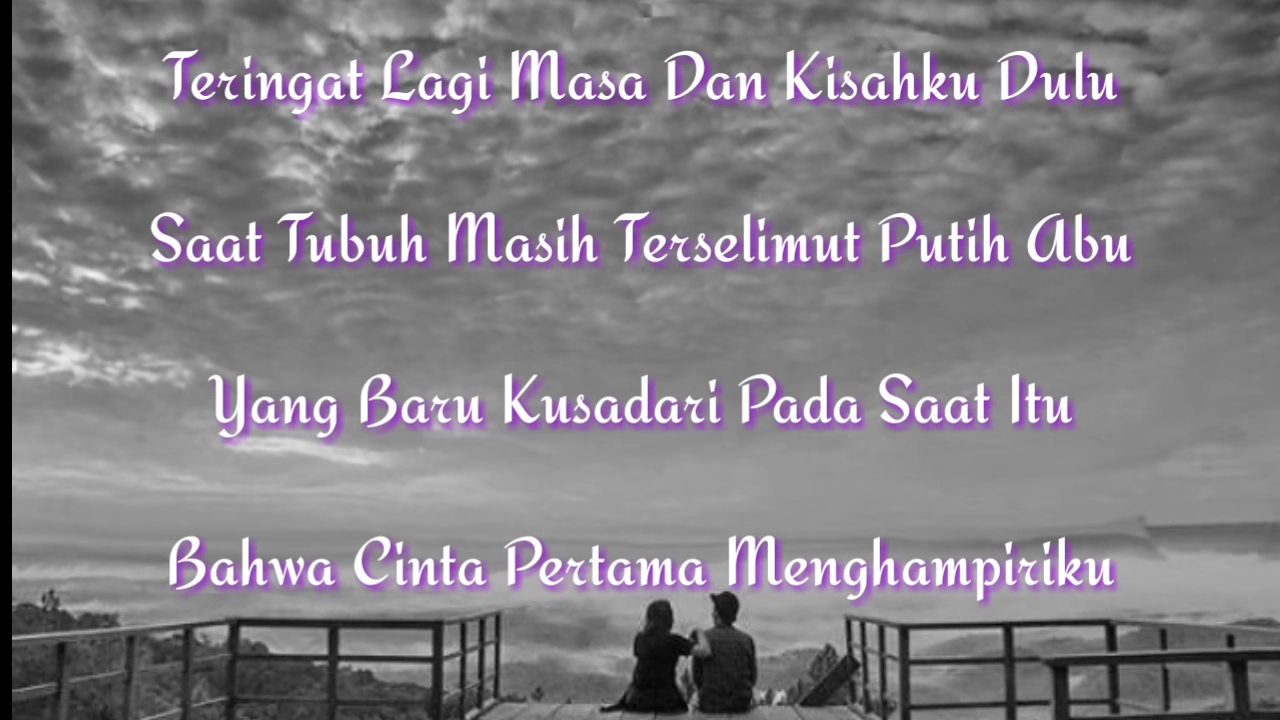 Teringat Lagi Masa Dan Kisahku Dulu
Saat Tubuh Masih Terselimut Putih Abu
Yang Baru Kusadari Pada Saat Itu
Bahwa Cinta Pertama Menghampiriku